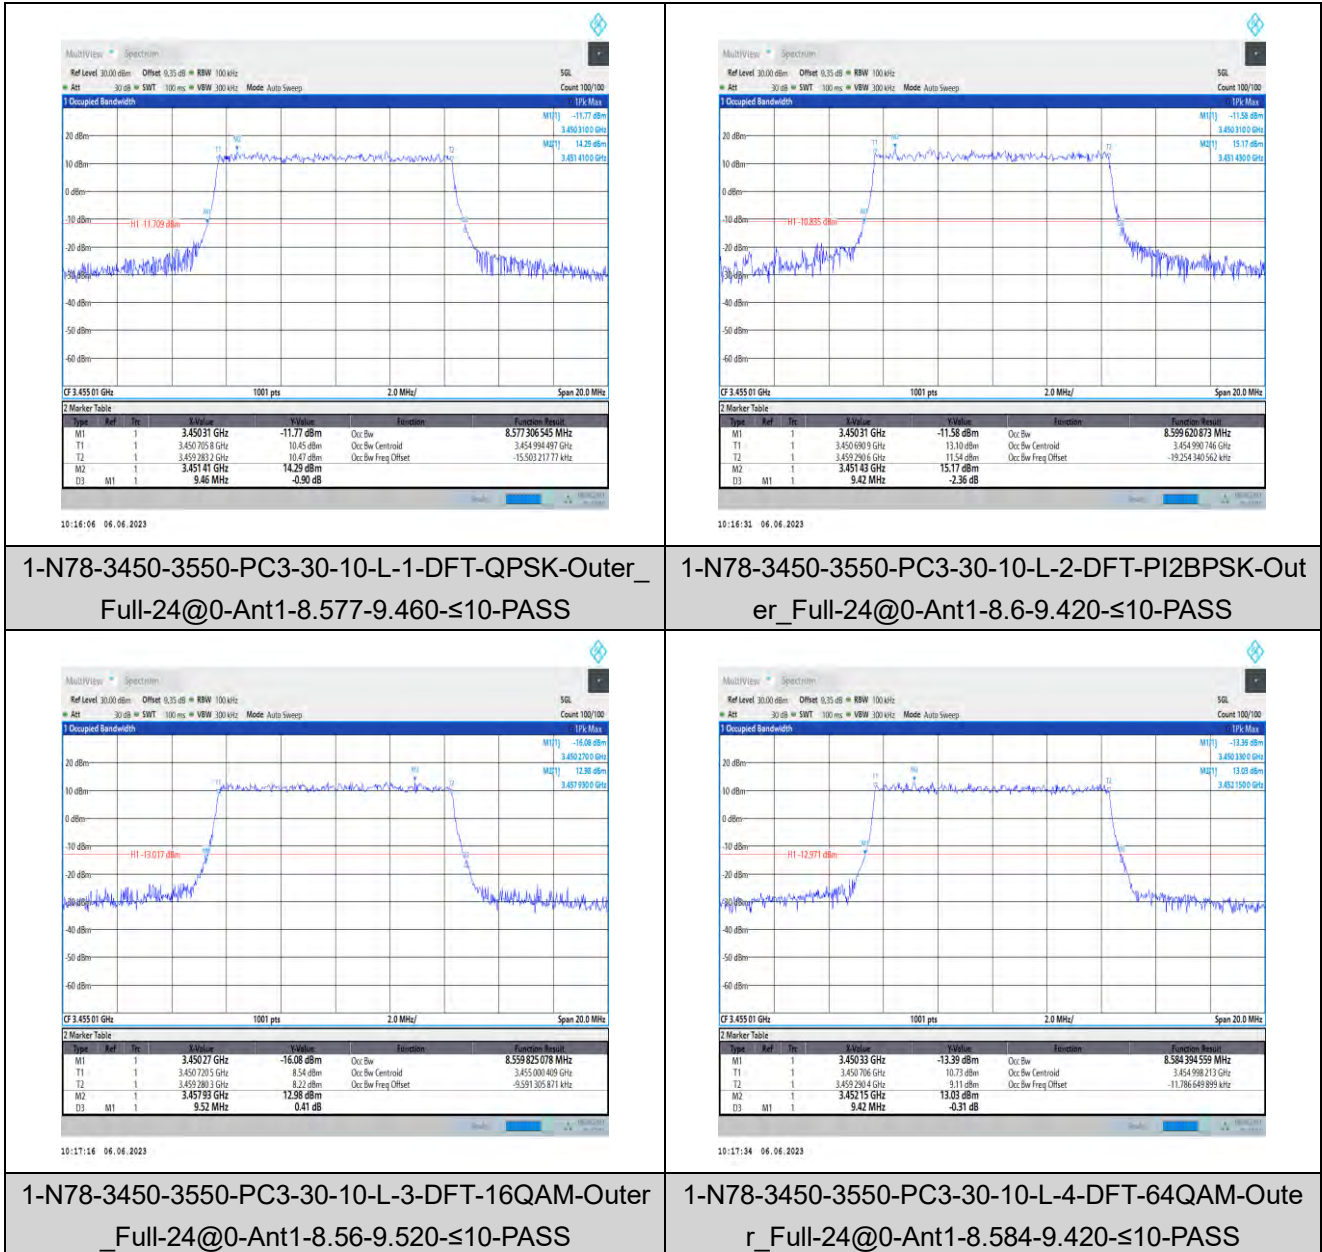 MultiView Spectrum
Ref Level 30.00 dBm Offset 9.35 dB RBW 100 kHz SGL
Att 30 dB SWT 100 ms VBW 300 kHz Mode Auto Sweep Count 100/100
1 Occupied Bandwidth 1Pk Max
M1[1] -11.77 dBm
3.450 310 0 GHz
M2[1] 14.29 dBm
3.451 410 0 GHz
20 dBm
10 dBm
0 dBm
-10 dBm
H1 -11.709 dBm
-20 dBm
-30 dBm
-40 dBm
-50 dBm
-60 dBm
T1 M2 T2
CF 3.455 01 GHz 1001 pts 2.0 MHz/ Span 20.0 MHz
2 Marker Table
Type Ref Trc X-Value Y-Value Function Function Result
M1 1 3.45031 GHz -11.77 dBm Occ Bw 8.577 306 545 MHz
T1 1 3.450 705 8 GHz 10.45 dBm Occ Bw Centroid 3.454 994 497 GHz
T2 1 3.459 283 2 GHz 10.47 dBm Occ Bw Freq Offset -15.503 217 77 kHz
M2 1 3.451 41 GHz 14.29 dBm
D3 M1 1 9.46 MHz -0.90 dB
10:16:06 06.06.2023
1-N78-3450-3550-PC3-30-10-L-1-DFT-QPSK-Outer_
Full-24@0-Ant1-8.577-9.460-≤10-PASS
MultiView Spectrum
Ref Level 30.00 dBm Offset 9.35 dB RBW 100 kHz SGL
Att 30 dB SWT 100 ms VBW 300 kHz Mode Auto Sweep Count 100/100
1 Occupied Bandwidth 1Pk Max
M1[1] -11.58 dBm
3.450 310 0 GHz
M2[1] 15.17 dBm
3.451 430 0 GHz
20 dBm
10 dBm
0 dBm
-10 dBm
H1 -10.835 dBm
-20 dBm
-30 dBm
-40 dBm
-50 dBm
-60 dBm
T1 M2 T2
CF 3.455 01 GHz 1001 pts 2.0 MHz/ Span 20.0 MHz
2 Marker Table
Type Ref Trc X-Value Y-Value Function Function Result
M1 1 3.45031 GHz -11.58 dBm Occ Bw 8.599 620 873 MHz
T1 1 3.450 690 9 GHz 13.10 dBm Occ Bw Centroid 3.454 990 746 GHz
T2 1 3.459 290 6 GHz 11.54 dBm Occ Bw Freq Offset -19.254 340 562 kHz
M2 1 3.451 43 GHz 15.17 dBm
D3 M1 1 9.42 MHz -2.36 dB
10:16:31 06.06.2023
1-N78-3450-3550-PC3-30-10-L-2-DFT-PI2BPSK-Out
er_Full-24@0-Ant1-8.6-9.420-≤10-PASS
MultiView Spectrum
Ref Level 30.00 dBm Offset 9.35 dB RBW 100 kHz SGL
Att 30 dB SWT 100 ms VBW 300 kHz Mode Auto Sweep Count 100/100
1 Occupied Bandwidth 1Pk Max
M1[1] -16.08 dBm
3.450 270 0 GHz
M2[1] 12.98 dBm
3.457 930 0 GHz
20 dBm
10 dBm
0 dBm
-10 dBm
H1 -13.017 dBm
-20 dBm
-30 dBm
-40 dBm
-50 dBm
-60 dBm
T1 M2 T2
CF 3.455 01 GHz 1001 pts 2.0 MHz/ Span 20.0 MHz
2 Marker Table
Type Ref Trc X-Value Y-Value Function Function Result
M1 1 3.45027 GHz -16.08 dBm Occ Bw 8.559 825 078 MHz
T1 1 3.450 720 5 GHz 8.54 dBm Occ Bw Centroid 3.455 000 409 GHz
T2 1 3.459 280 3 GHz 8.22 dBm Occ Bw Freq Offset -9.591 305 871 kHz
M2 1 3.457 93 GHz 12.98 dBm
D3 M1 1 9.52 MHz 0.41 dB
10:17:16 06.06.2023
1-N78-3450-3550-PC3-30-10-L-3-DFT-16QAM-Outer
_Full-24@0-Ant1-8.56-9.520-≤10-PASS
MultiView Spectrum
Ref Level 30.00 dBm Offset 9.35 dB RBW 100 kHz SGL
Att 30 dB SWT 100 ms VBW 300 kHz Mode Auto Sweep Count 100/100
1 Occupied Bandwidth 1Pk Max
M1[1] -13.39 dBm
3.450 330 0 GHz
M2[1] 13.03 dBm
3.452 150 0 GHz
20 dBm
10 dBm
0 dBm
-10 dBm
H1 -12.971 dBm
-20 dBm
-30 dBm
-40 dBm
-50 dBm
-60 dBm
T1 M2 T2
CF 3.455 01 GHz 1001 pts 2.0 MHz/ Span 20.0 MHz
2 Marker Table
Type Ref Trc X-Value Y-Value Function Function Result
M1 1 3.45033 GHz -13.39 dBm Occ Bw 8.584 394 559 MHz
T1 1 3.450 706 GHz 10.73 dBm Occ Bw Centroid 3.454 998 213 GHz
T2 1 3.459 290 4 GHz 9.11 dBm Occ Bw Freq Offset -11.786 649 899 kHz
M2 1 3.452 15 GHz 13.03 dBm
D3 M1 1 9.42 MHz -0.31 dB
10:17:34 06.06.2023
1-N78-3450-3550-PC3-30-10-L-4-DFT-64QAM-Oute
r_Full-24@0-Ant1-8.584-9.420-≤10-PASS